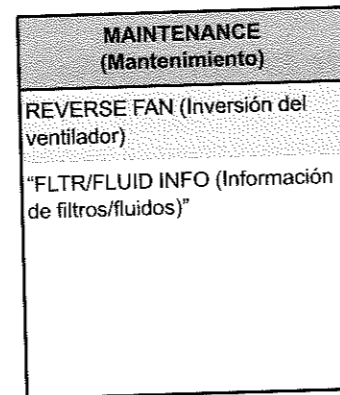 MAINTENANCE
(Mantenimiento)
REVERSE FAN (Inversión del
ventilador)
“FLTR/FLUID INFO (Información
de filtros/fluidos)”